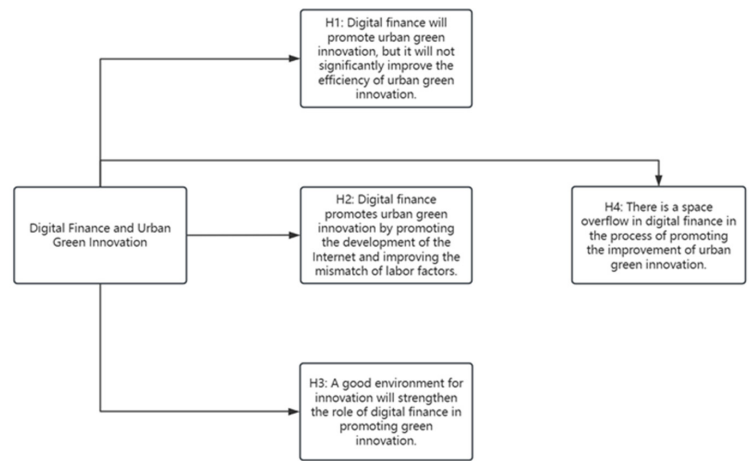 H1: Digital finance will
promote urban green
innovation, but it will not
significantly improve the
efficiency of urban green
innovation.
Digital Finance and Urban
Green Innovation
H2: Digital finance
promotes urban green
innovation by promoting
the development of the
Internet and improving the
mismatch of labor factors.
H4: There is a space
overflow in digital finance in
the process of promoting
the improvement of urban
green innovation.
H3: A good environment for
innovation will strengthen
the role of digital finance in
promoting green
innovation.